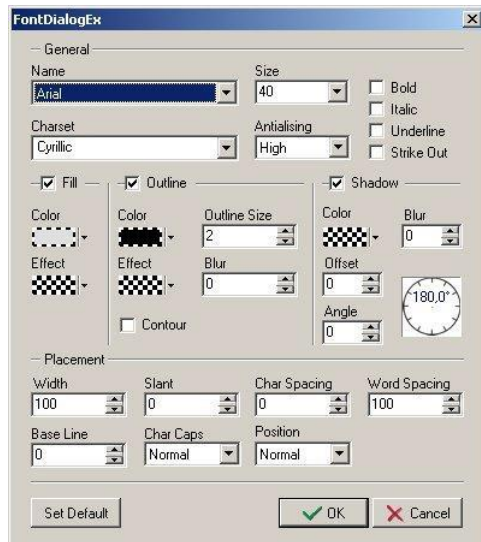 FontDialogEx
General
Name Size
Arial 40 Bold
Italic
Charset Antialising Underline
Cyrillic High Strike Out
Fill Outline Shadow
Color Color Outline Size Color Blur
2 0
Effect Effect Blur Offset
0 0 180,0°
Contour Angle
0
Placement
Width Slant Char Spacing Word Spacing
100 0 0 100
Base Line Char Caps Position
0 Normal Normal
Set Default OK Cancel